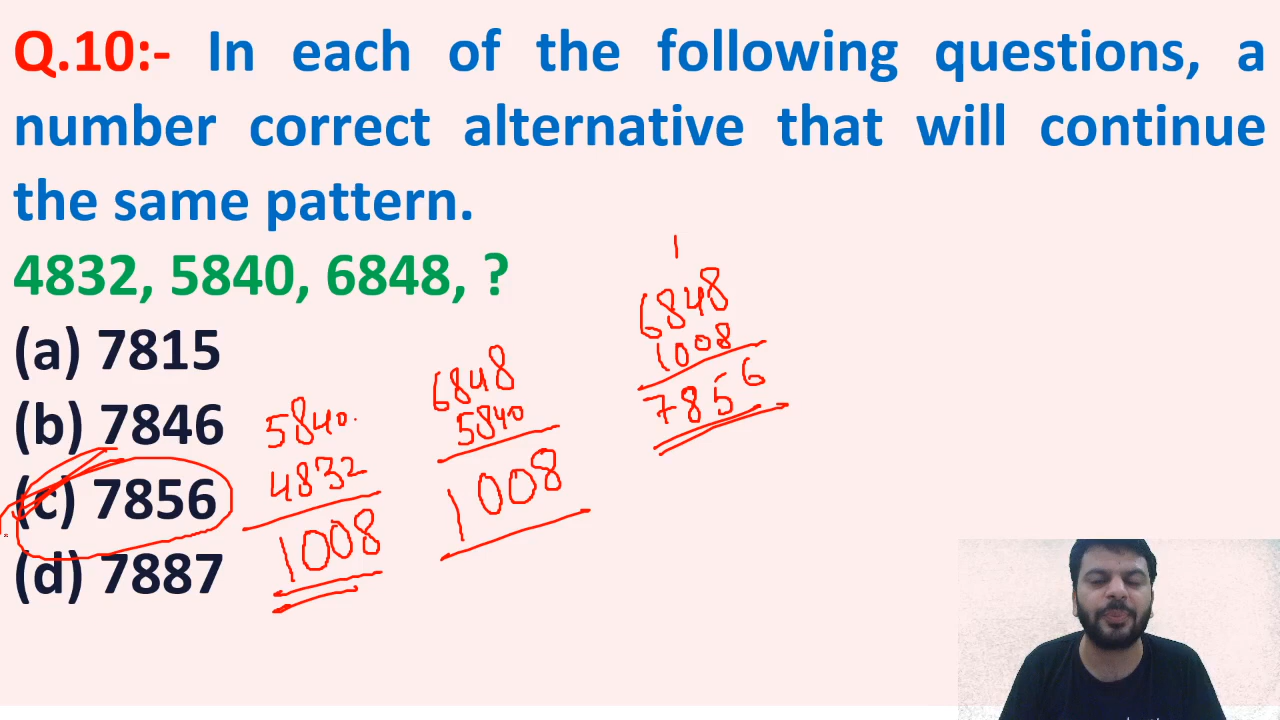 Q.10:- In each of the following questions, a
number correct alternative that will continue
the same pattern.
4832, 5840, 6848, ?
(a) 7815
(b) 7846
(c) 7856
(d) 7887
5840
4832
1008
6848
5840
1008
1
6848
1008
7856